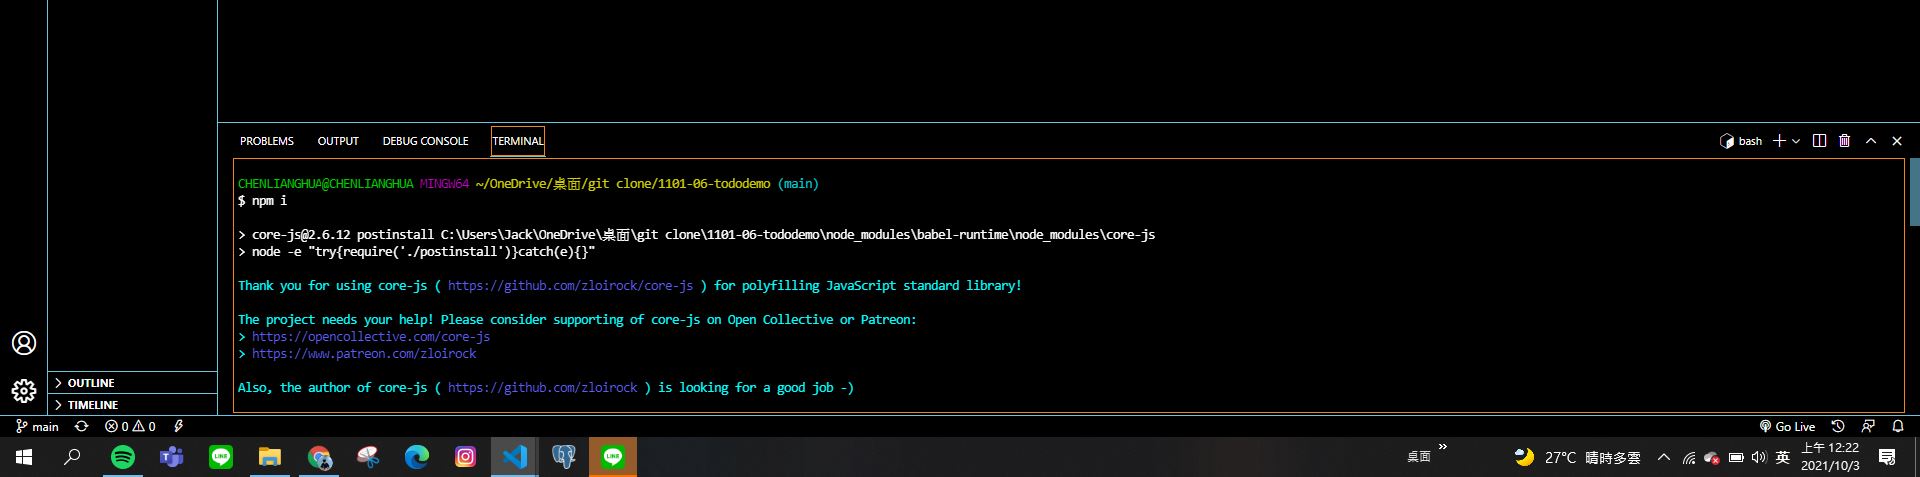 PROBLEMS OUTPUT DEBUG CONSOLE TERMINAL bash
CHENLIANGHUA@CHENLIANGHUA MINGW64 ~/OneDrive/桌面/git clone/1101-06-tododemo (main)
$ npm i
> core-js@2.6.12 postinstall C:\Users\Jack\OneDrive\桌面\git clone\1101-06-tododemo\node_modules\babel-runtime\node_modules\core-js
> node -e "try{require('./postinstall')}catch(e){}"
Thank you for using core-js ( https://github.com/zloirock/core-js ) for polyfilling JavaScript standard library!
The project needs your help! Please consider supporting of core-js on Open Collective or Patreon:
> https://opencollective.com/core-js
> https://www.patreon.com/zloirock
Also, the author of core-js ( https://github.com/zloirock ) is looking for a good job -)
OUTLINE
TIMELINE
main 0 0 Go Live
LINE LINE 桌面 27°C 晴時多雲 英 上午 12:22
2021/10/3